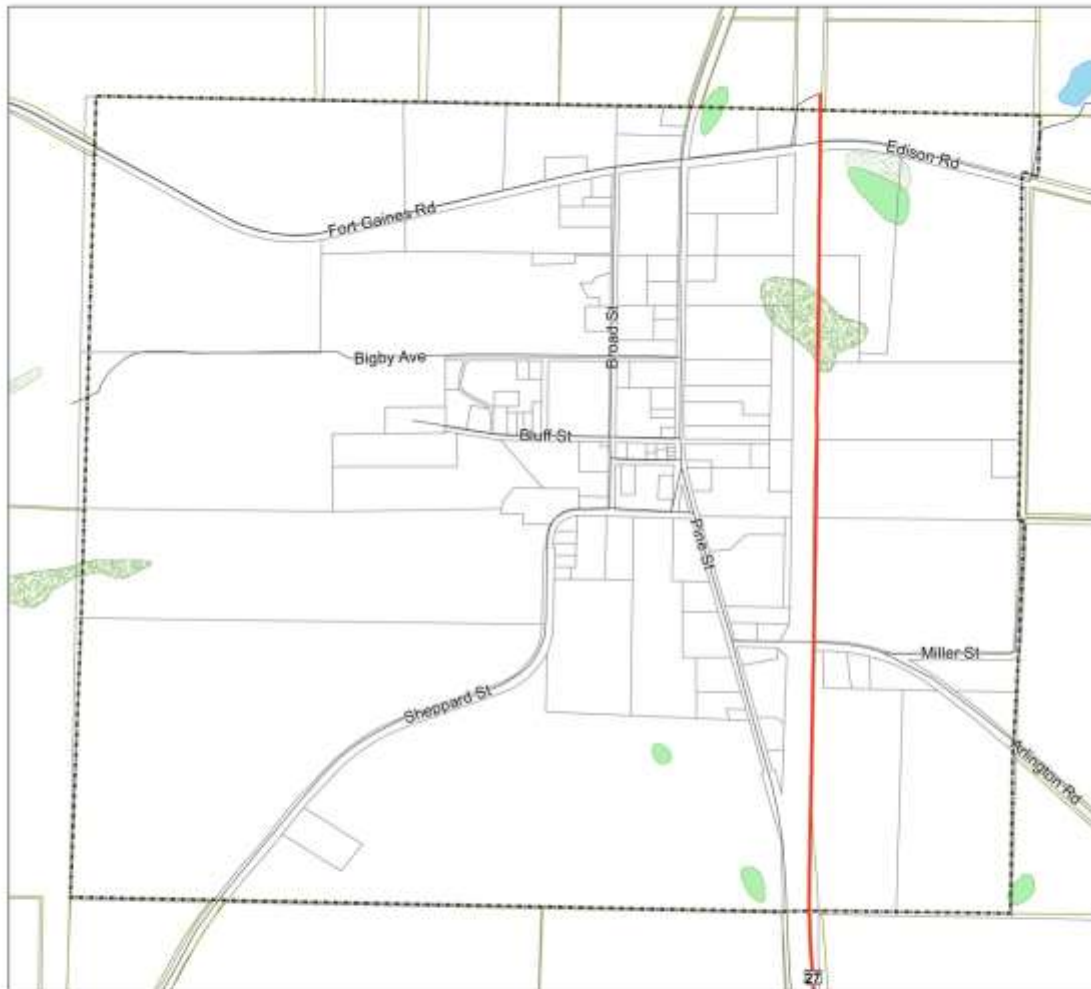 Edison Rd
Fort Gaines Rd
Broad St
Bigby Ave
Bluff St
Pine St
Miller St
Sheppard St
Arlington Rd
27